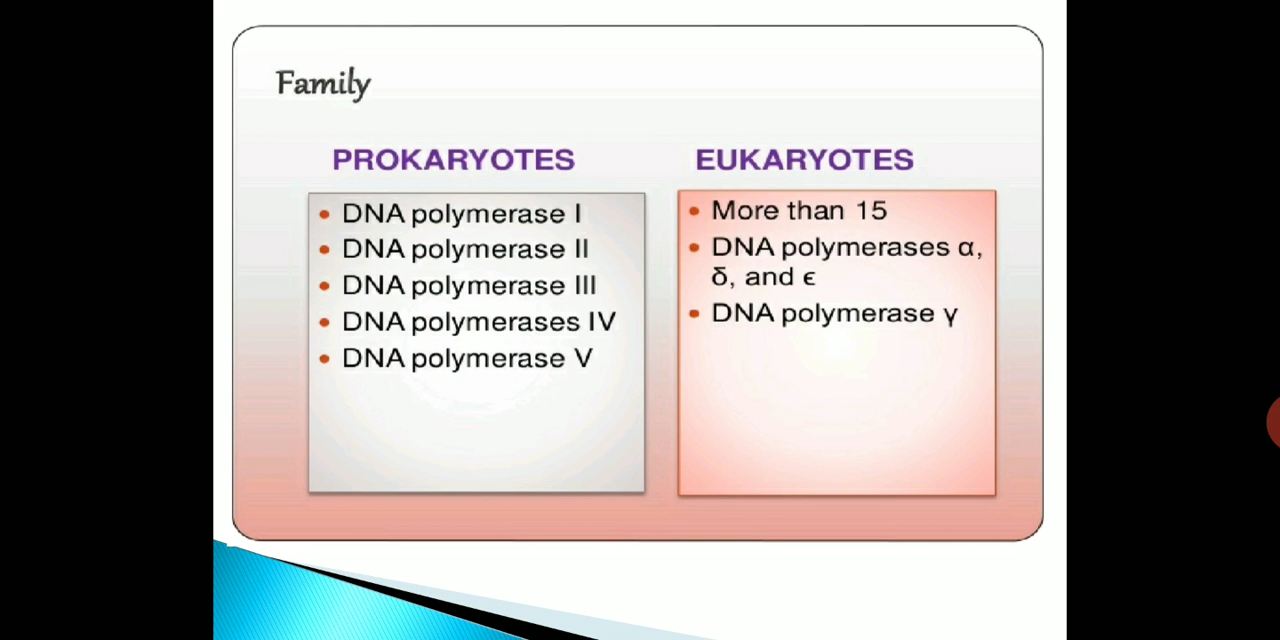 Family
PROKARYOTES
• DNA polymerase I
• DNA polymerase II
• DNA polymerase III
• DNA polymerases IV
• DNA polymerase V
EUKARYOTES
• More than 15
• DNA polymerases α,
δ, and ϵ
• DNA polymerase γ